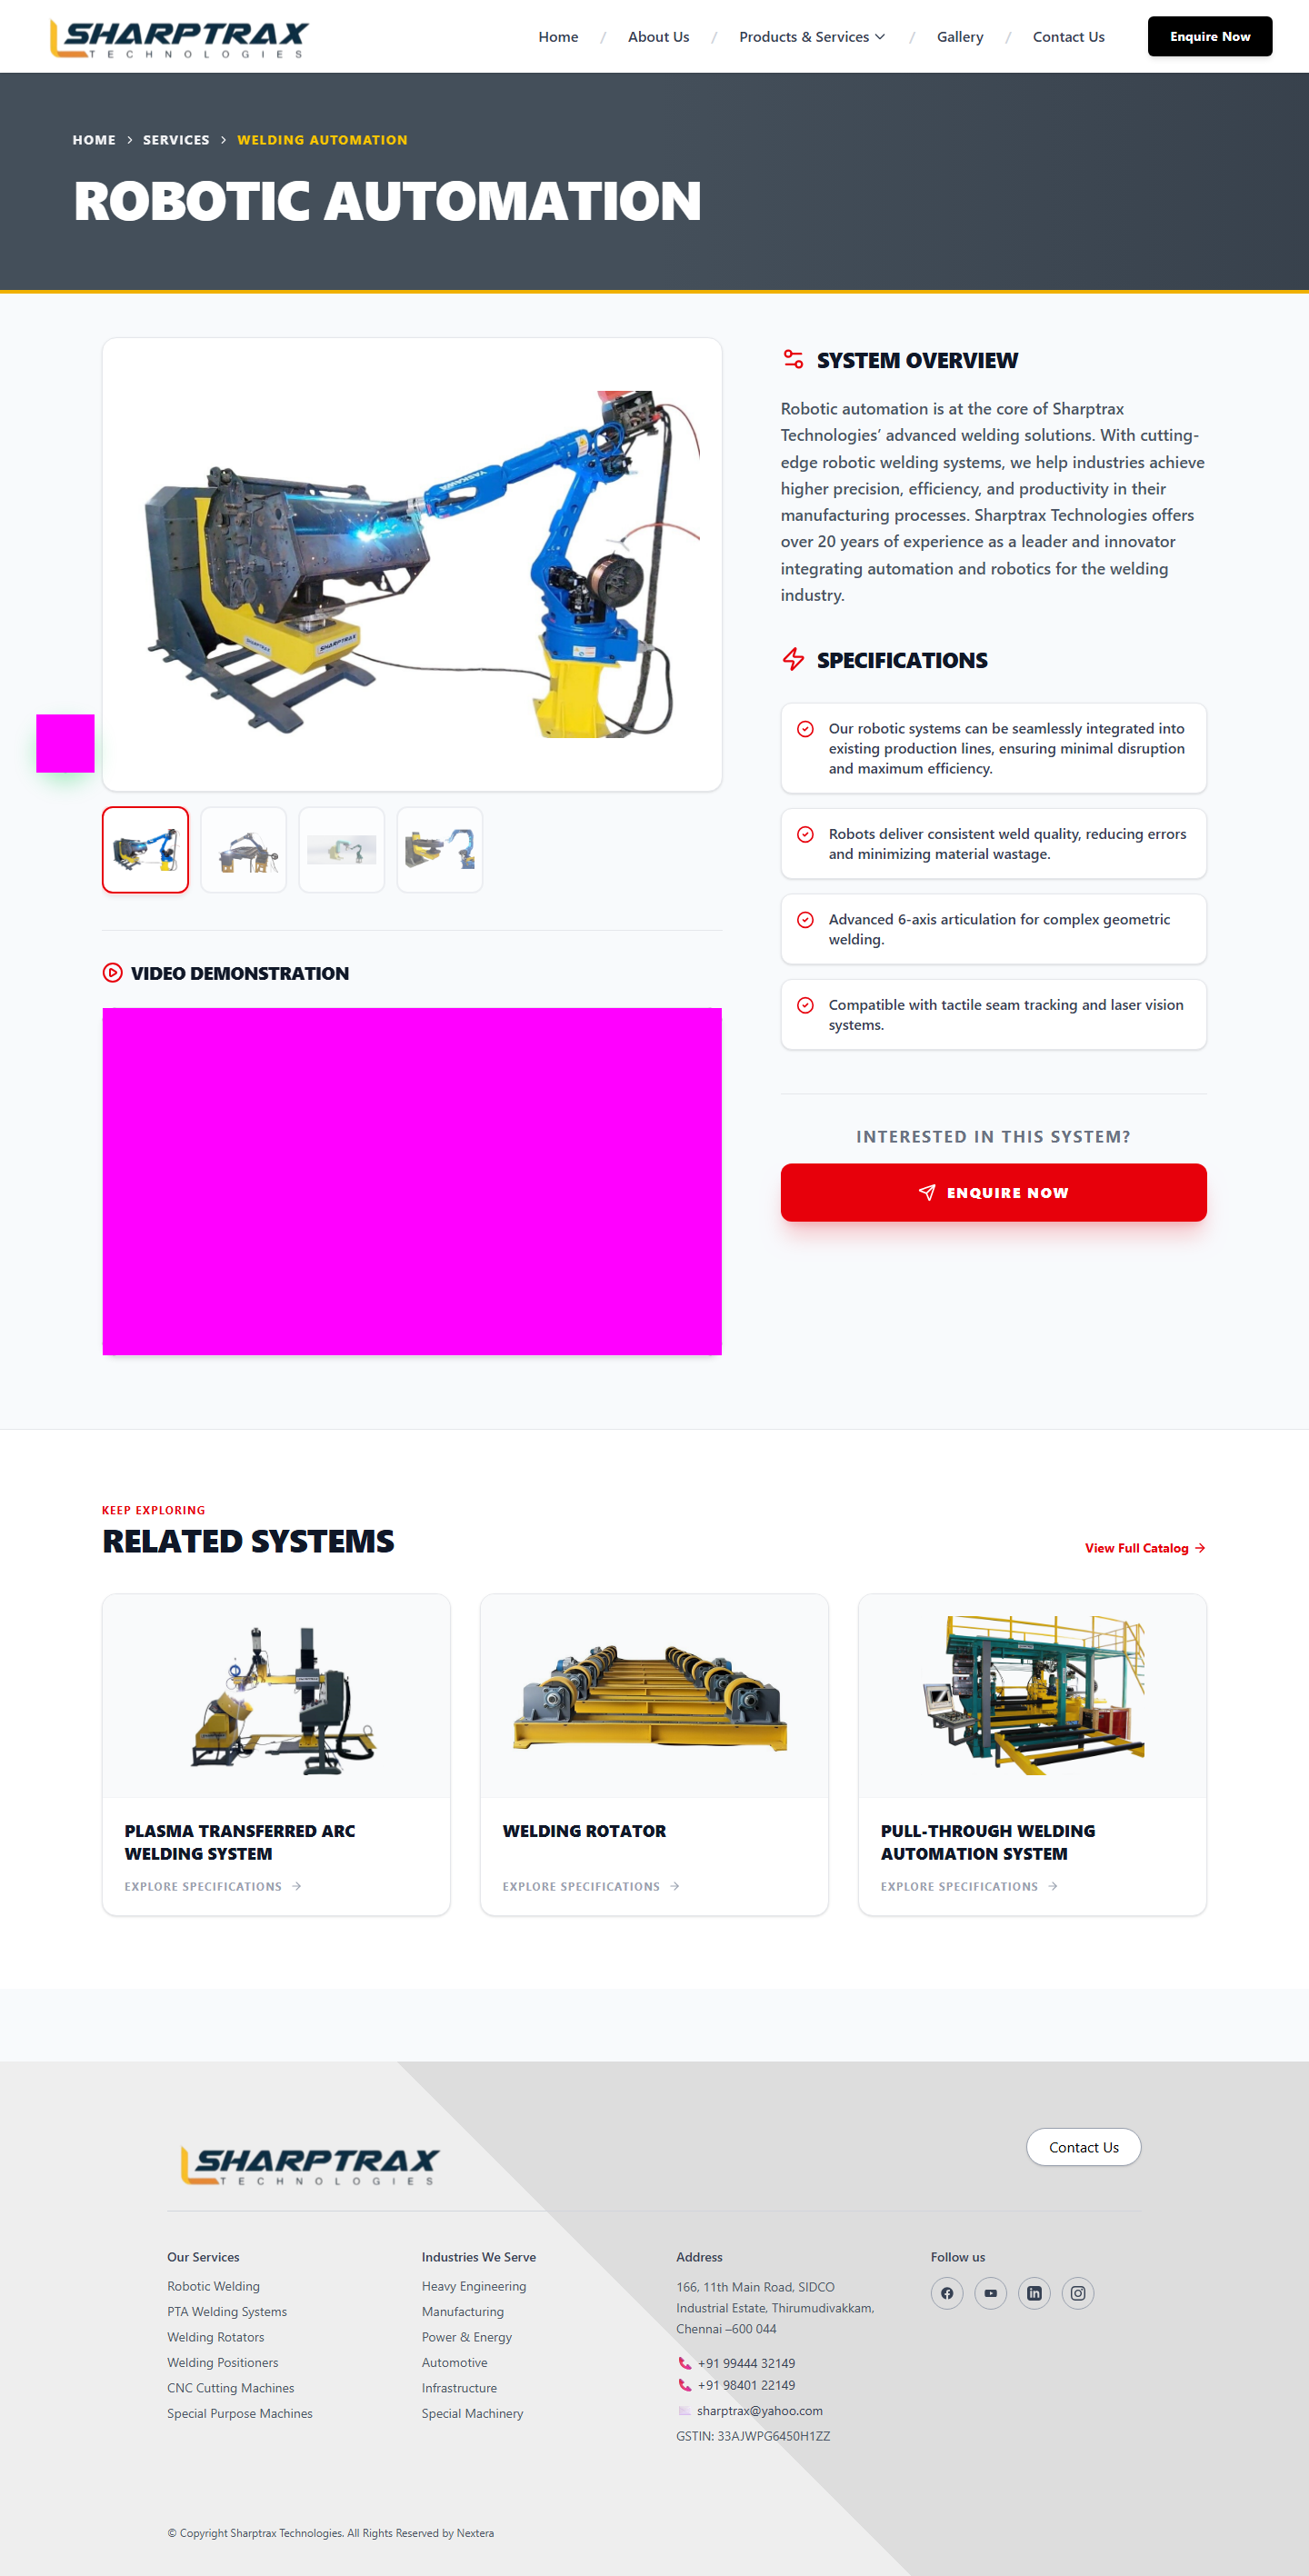 SHARPTRAX
TECHNOLOGIES
Home / About Us / Products & Services / Gallery / Contact Us
Enquire Now
HOME > SERVICES > WELDING AUTOMATION
ROBOTIC AUTOMATION
YASKAWA
SHARPTRAX
SHARPTRAX
SYSTEM OVERVIEW
Robotic automation is at the core of Sharptrax
Technologies’ advanced welding solutions. With cutting-
edge robotic welding systems, we help industries achieve
higher precision, efficiency, and productivity in their
manufacturing processes. Sharptrax Technologies offers
over 20 years of experience as a leader and innovator
integrating automation and robotics for the welding
industry.
SPECIFICATIONS
Our robotic systems can be seamlessly integrated into
existing production lines, ensuring minimal disruption
and maximum efficiency.
Robots deliver consistent weld quality, reducing errors
and minimizing material wastage.
Advanced 6-axis articulation for complex geometric
welding.
Compatible with tactile seam tracking and laser vision
systems.
INTERESTED IN THIS SYSTEM?
ENQUIRE NOW
VIDEO DEMONSTRATION
KEEP EXPLORING
RELATED SYSTEMS
View Full Catalog
PLASMA TRANSFERRED ARC
WELDING SYSTEM
EXPLORE SPECIFICATIONS
WELDING ROTATOR
EXPLORE SPECIFICATIONS
PULL-THROUGH WELDING
AUTOMATION SYSTEM
EXPLORE SPECIFICATIONS
SHARPTRAX
TECHNOLOGIES
Contact Us
Our Services
Robotic Welding
PTA Welding Systems
Welding Rotators
Welding Positioners
CNC Cutting Machines
Special Purpose Machines
Industries We Serve
Heavy Engineering
Manufacturing
Power & Energy
Automotive
Infrastructure
Special Machinery
Address
166, 11th Main Road, SIDCO
Industrial Estate, Thirumudivakkam,
Chennai –600 044
+91 99444 32149
+91 98401 22149
sharptrax@yahoo.com
GSTIN: 33AJWPG6450H1ZZ
Follow us
© Copyright Sharptrax Technologies. All Rights Reserved by Nextera